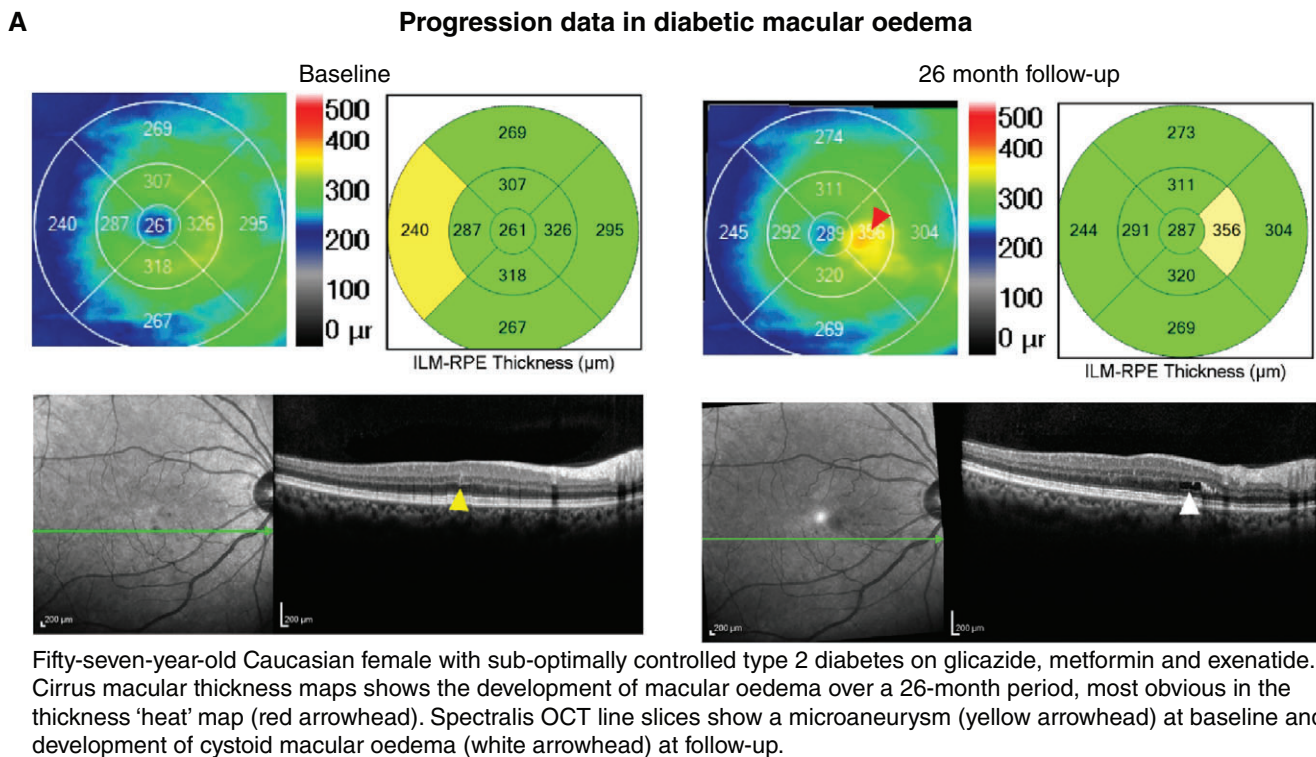 A
Progression data in diabetic macular oedema
Baseline
26 month follow-up
269
307
240 287 261 326 295
318
267
500
400
300
200
100
0 µr
269
307
240 287 261 326 295
318
267
ILM-RPE Thickness (µm)
274
311
245 292 289 356 304
320
269
500
400
300
200
100
0 µr
273
311
244 291 287 356 304
320
269
ILM-RPE Thickness (µm)
200 µm
200 µm
200 µm
200 µm
Fifty-seven-year-old Caucasian female with sub-optimally controlled type 2 diabetes on glicazide, metformin and exenatide.
Cirrus macular thickness maps shows the development of macular oedema over a 26-month period, most obvious in the
thickness ‘heat’ map (red arrowhead). Spectralis OCT line slices show a microaneurysm (yellow arrowhead) at baseline and
development of cystoid macular oedema (white arrowhead) at follow-up.